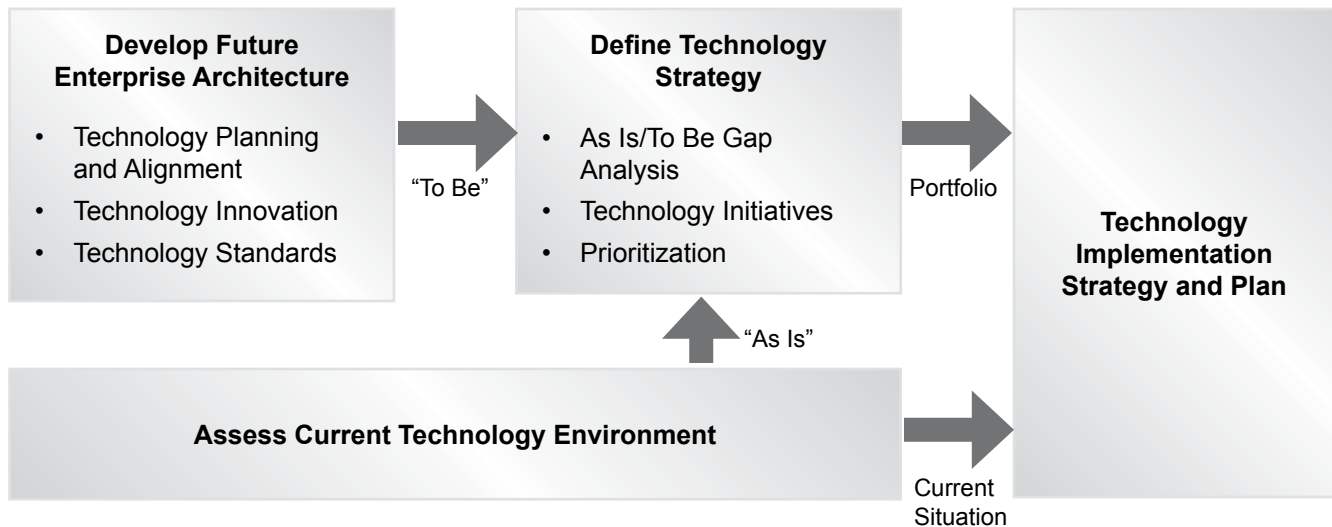 Develop Future
Enterprise Architecture
• Technology Planning
and Alignment
• Technology Innovation
• Technology Standards
“To Be”
Define Technology
Strategy
• As Is/To Be Gap
Analysis
• Technology Initiatives
• Prioritization
Portfolio
Technology
Implementation
Strategy and Plan
“As Is”
Assess Current Technology Environment
Current
Situation